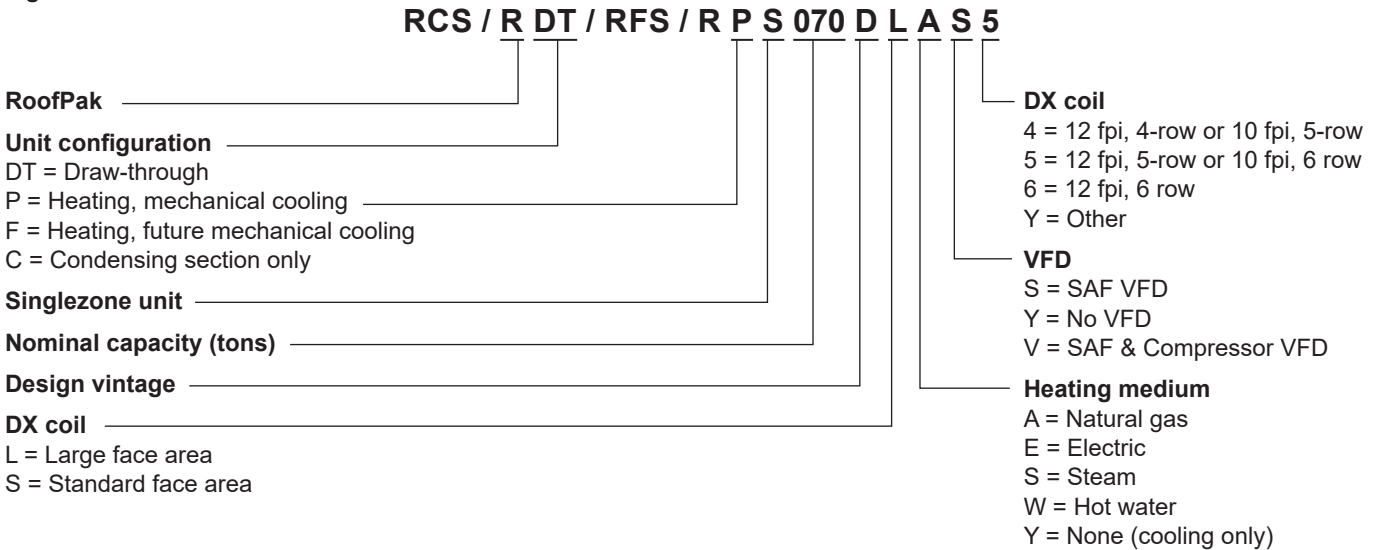 RCS / R DT / RFS / R P S 070 D L A S 5
RoofPak
Unit configuration
DT = Draw-through
P = Heating, mechanical cooling
F = Heating, future mechanical cooling
C = Condensing section only
Singlezone unit
Nominal capacity (tons)
Design vintage
DX coil
L = Large face area
S = Standard face area
DX coil
4 = 12 fpi, 4-row or 10 fpi, 5-row
5 = 12 fpi, 5-row or 10 fpi, 6 row
6 = 12 fpi, 6 row
Y = Other
VFD
S = SAF VFD
Y = No VFD
V = SAF & Compressor VFD
Heating medium
A = Natural gas
E = Electric
S = Steam
W = Hot water
Y = None (cooling only)